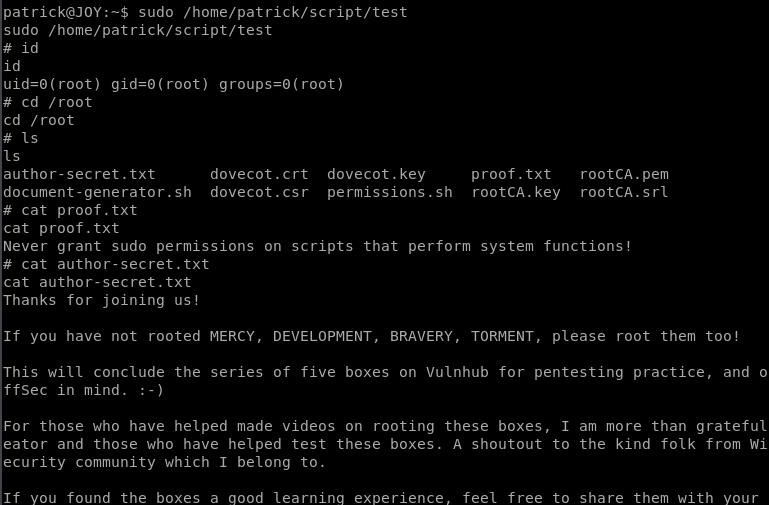 patrick@JOY:~$ sudo /home/patrick/script/test
sudo /home/patrick/script/test
# id
id
uid=0(root) gid=0(root) groups=0(root)
# cd /root
cd /root
# ls
ls
author-secret.txt      dovecot.crt  dovecot.key     proof.txt   rootCA.pem
document-generator.sh  dovecot.csr  permissions.sh  rootCA.key  rootCA.srl
# cat proof.txt
cat proof.txt
Never grant sudo permissions on scripts that perform system functions!
# cat author-secret.txt
cat author-secret.txt
Thanks for joining us!
If you have not rooted MERCY, DEVELOPMENT, BRAVERY, TORMENT, please root them too!
This will conclude the series of five boxes on Vulnhub for pentesting practice, and o
ffSec in mind. :-)
For those who have helped made videos on rooting these boxes, I am more than grateful
eator and those who have helped test these boxes. A shoutout to the kind folk from Wi
ecurity community which I belong to.
If you found the boxes a good learning experience, feel free to share them with your